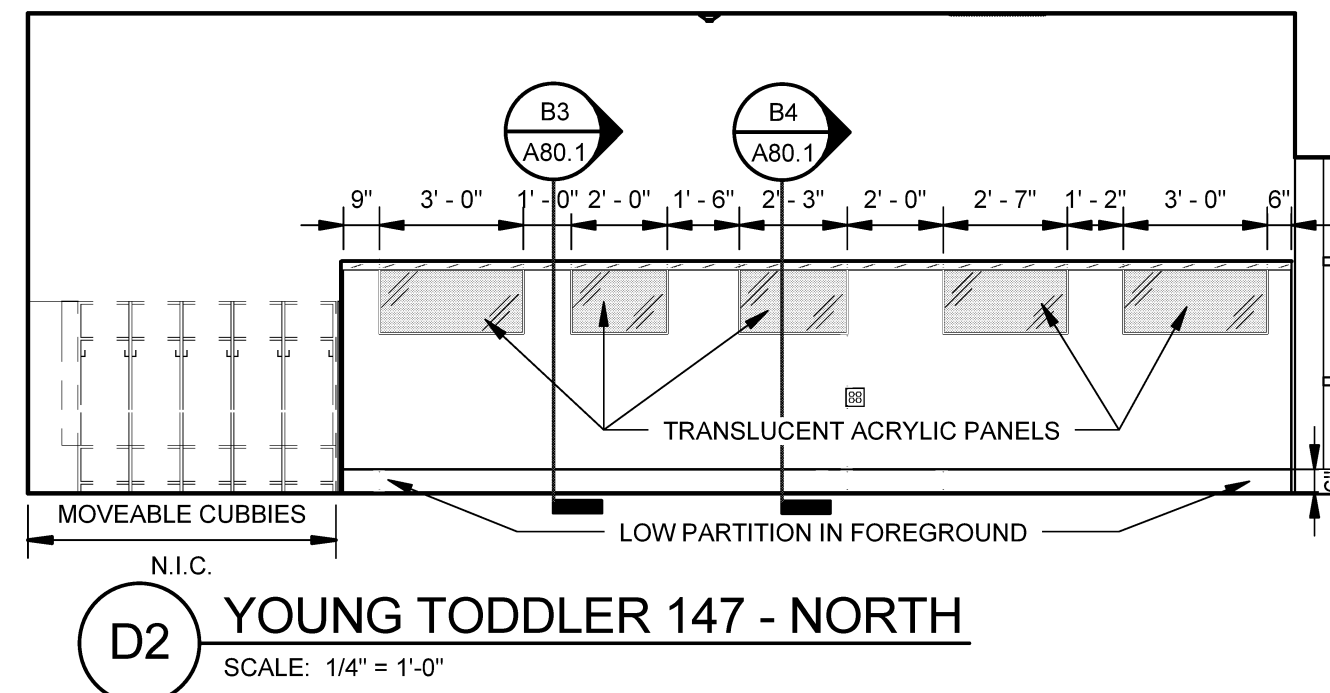 B3
A80.1
B4
A80.1
9" 3' - 0" 1' - 0" 2' - 0" 1' - 6" 2' - 3" 2' - 0" 2' - 7" 1' - 2" 3' - 0" 6"
TRANSLUCENT ACRYLIC PANELS
MOVEABLE CUBBIES
LOW PARTITION IN FOREGROUND
N.I.C.
D2
YOUNG TODDLER 147 - NORTH
SCALE: 1/4" = 1'-0"